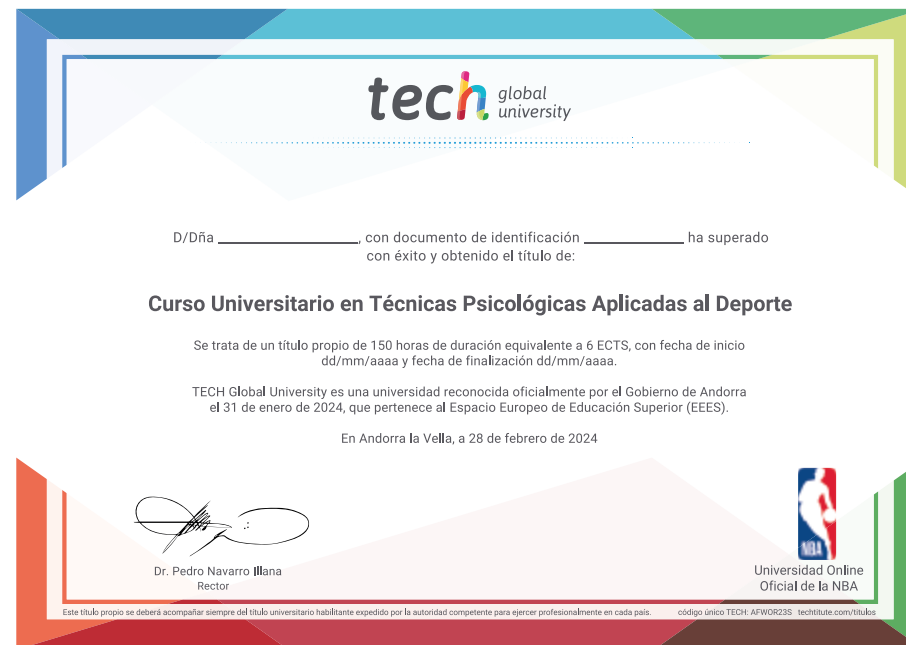 tech global university
D/Dña ____________________, con documento de identificación ______________ ha superado
con éxito y obtenido el título de:
Curso Universitario en Técnicas Psicológicas Aplicadas al Deporte
Se trata de un título propio de 150 horas de duración equivalente a 6 ECTS, con fecha de inicio
dd/mm/aaaa y fecha de finalización dd/mm/aaaa.
TECH Global University es una universidad reconocida oficialmente por el Gobierno de Andorra
el 31 de enero de 2024, que pertenece al Espacio Europeo de Educación Superior (EEES).
En Andorra la Vella, a 28 de febrero de 2024
Dr. Pedro Navarro Illana
Rector
NBA
Universidad Online
Oficial de la NBA
Este título propio se deberá acompañar siempre del título universitario habilitante expedido por la autoridad competente para ejercer profesionalmente en cada país.
código único TECH: AFWOR23S techtitute.com/titulos